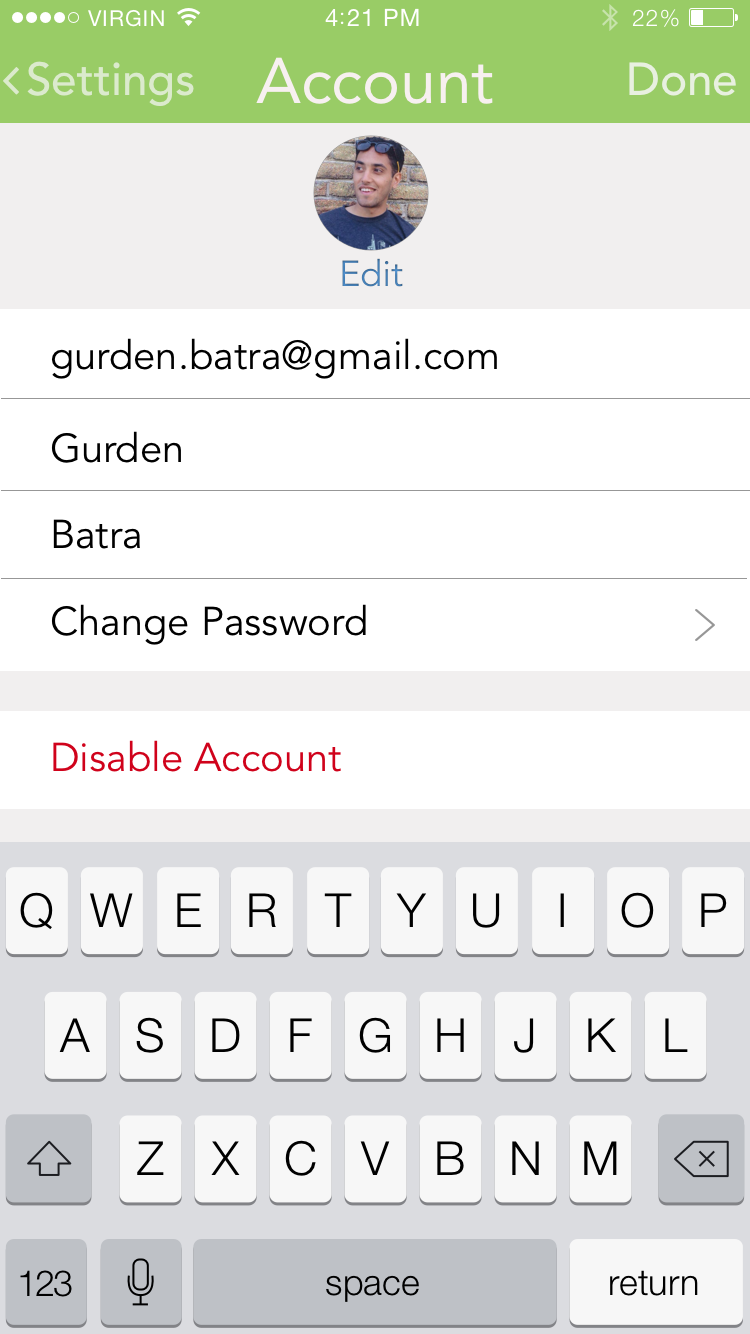 VIRGIN 4:21 PM 22%
Settings Account Done
Edit
gurden.batra@gmail.com
Gurden
Batra
Change Password
Disable Account
Q W E R T Y U I O P
A S D F G H J K L
Z X C V B N M
123 space return